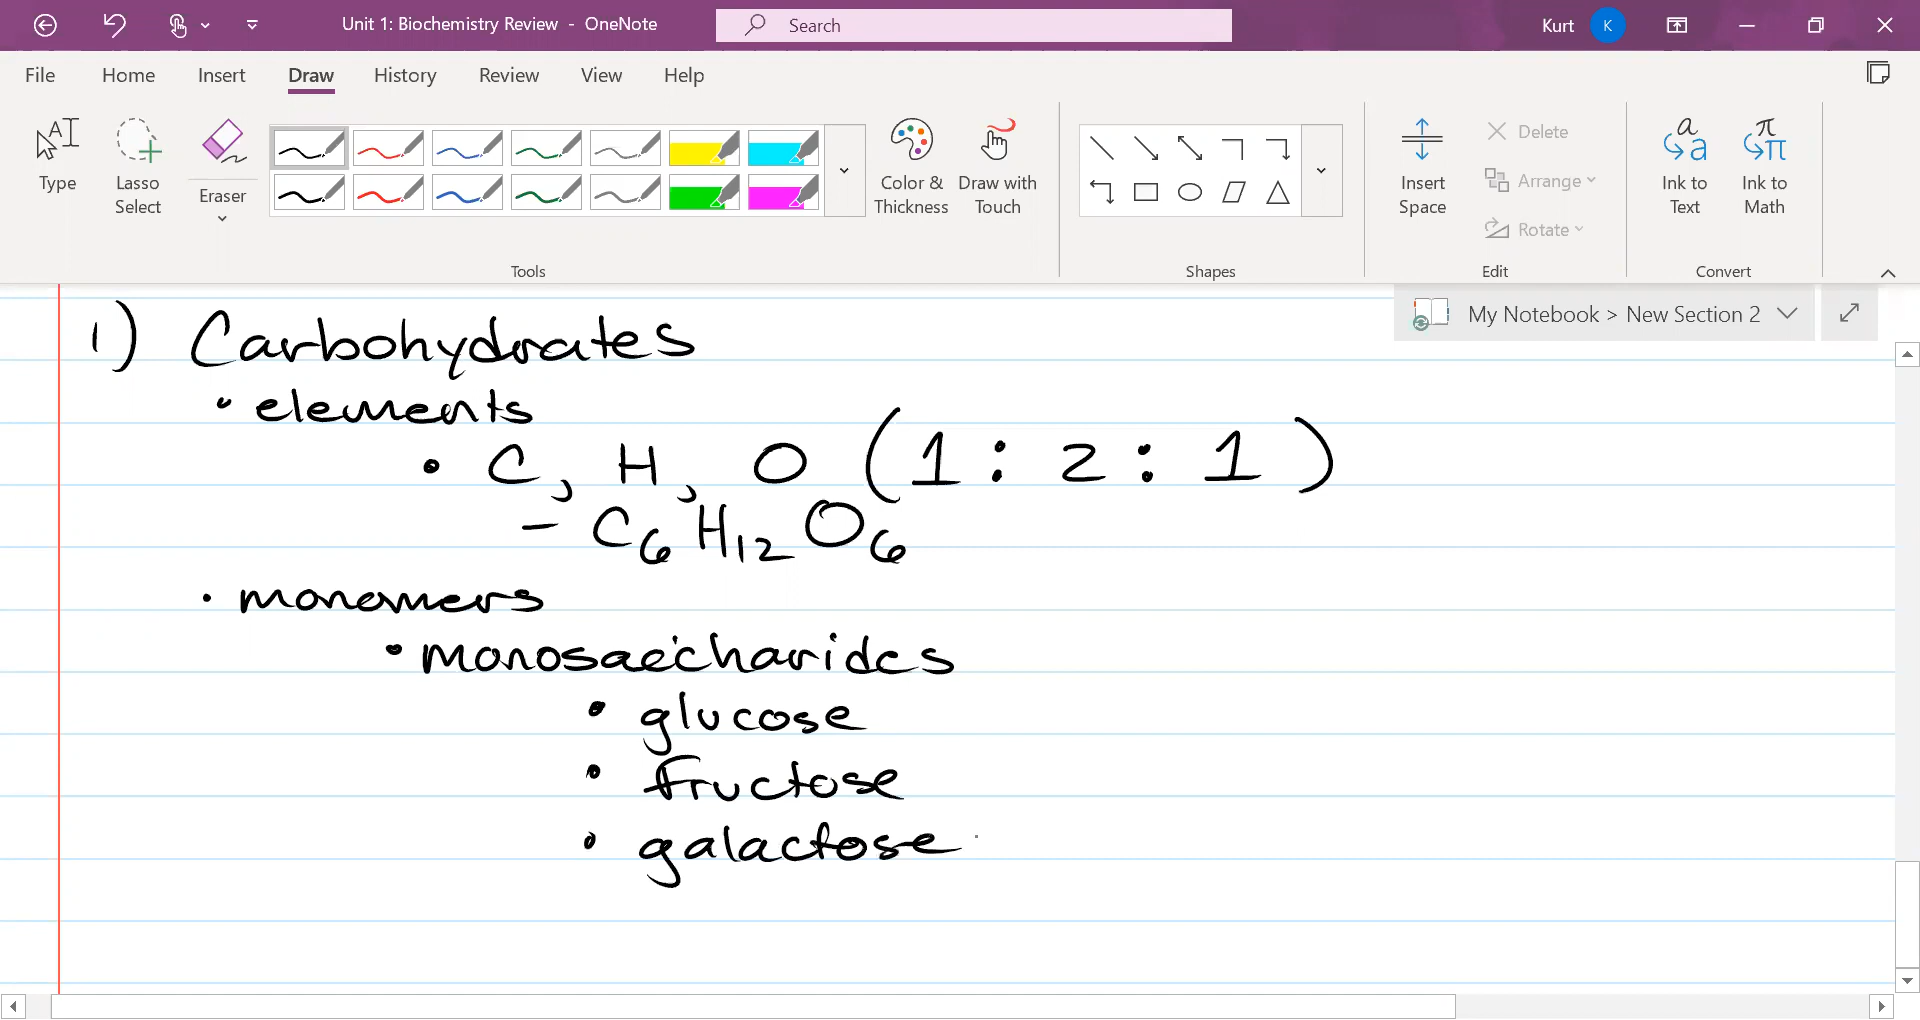 Unit 1: Biochemistry Review - OneNote
Search
Kurt
K
File Home Insert Draw History Review View Help
Type
Lasso Select
Eraser
Color & Thickness
Draw with Touch
Insert Space
Delete
Arrange
Rotate
Ink to Text
Ink to Math
Tools
Shapes
Edit
Convert
My Notebook > New Section 2
1) Carbohydrates
• elements
• C, H, O (1 : 2 : 1)
- C6H12O6
• monomers
• monosaccharides
• glucose
• fructose
• galactose